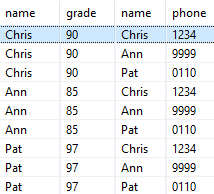 name grade name phone
Chris 90 Chris 1234
Chris 90 Ann 9999
Chris 90 Pat 0110
Ann 85 Chris 1234
Ann 85 Ann 9999
Ann 85 Pat 0110
Pat 97 Chris 1234
Pat 97 Ann 9999
Pat 97 Pat 0110